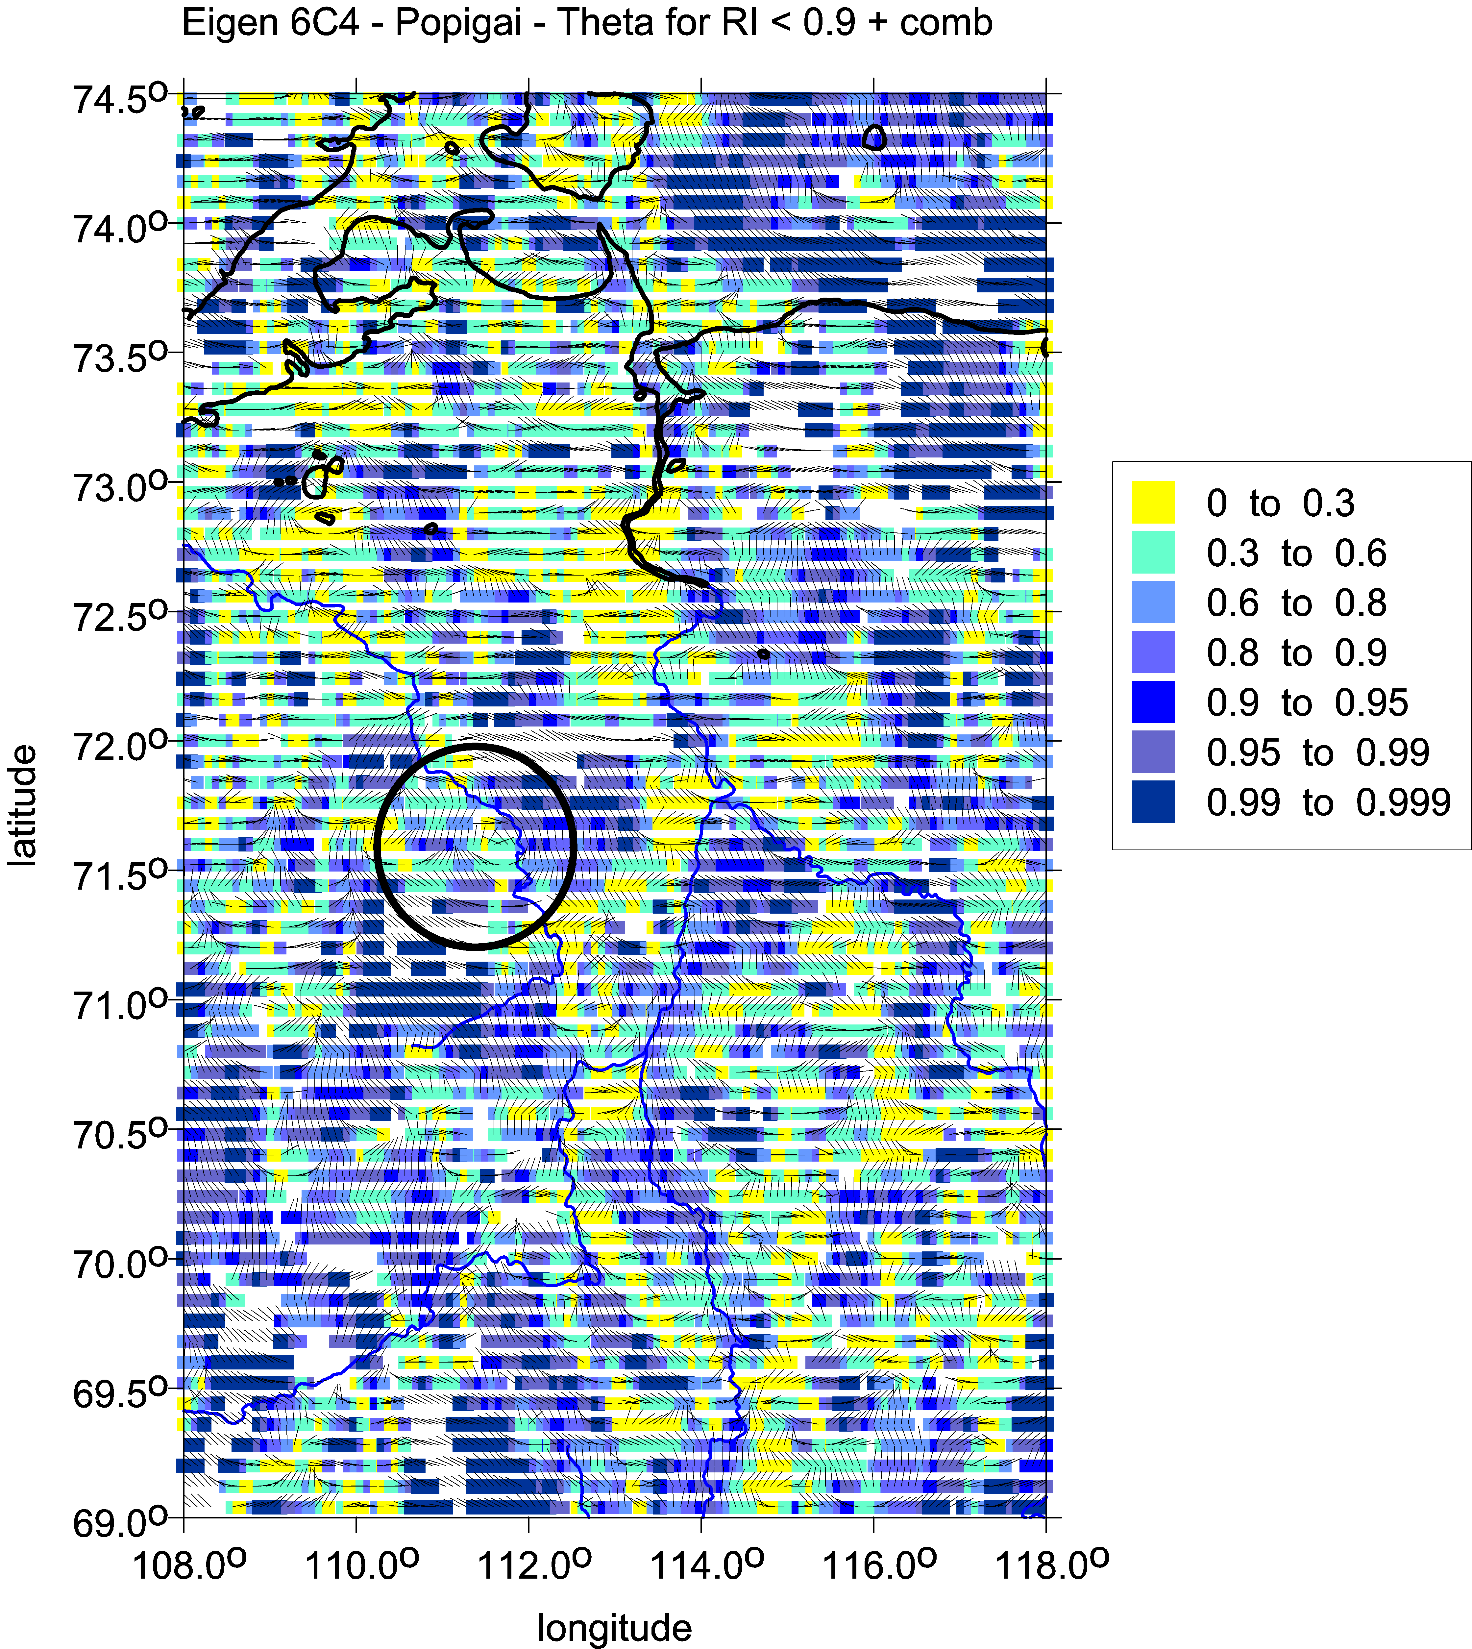 Eigen 6C4 - Popigai - Theta for RI < 0.9 + comb
74.5º
74.0º
73.5º
73.0º
72.5º
72.0º
71.5º
71.0º
70.5º
70.0º
69.5º
69.0º
latitude
108.0º 110.0º 112.0º 114.0º 116.0º 118.0º
longitude
0 to 0.3
0.3 to 0.6
0.6 to 0.8
0.8 to 0.9
0.9 to 0.95
0.95 to 0.99
0.99 to 0.999